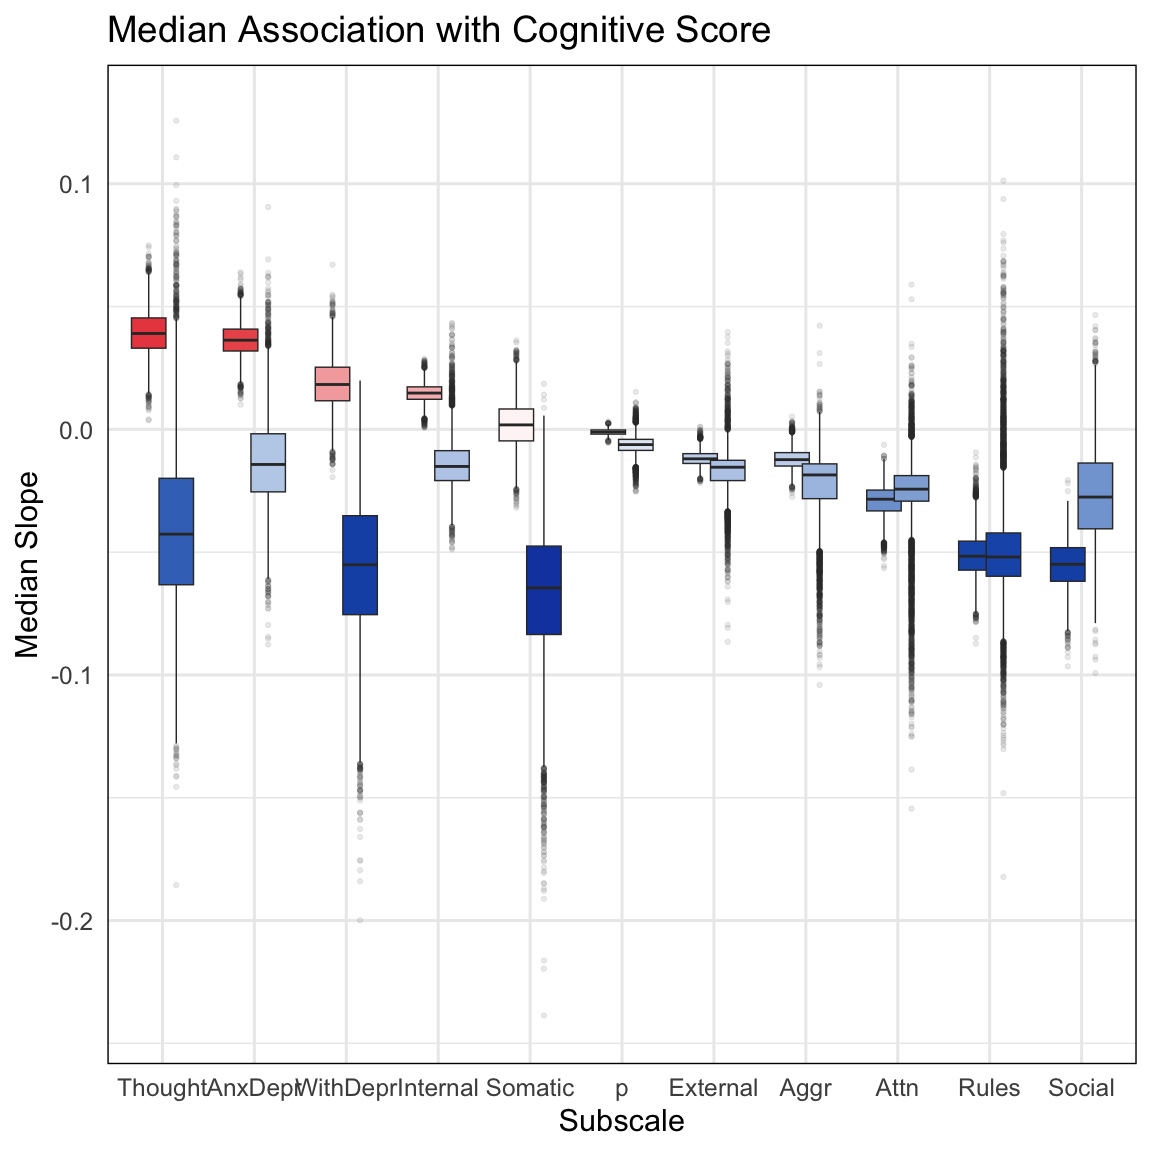 Median Association with Cognitive Score
0.1
0.0
-0.1
-0.2
Median Slope
Thought AnxDepr WithDepr Internal Somatic p External Aggr Attn Rules Social
Subscale